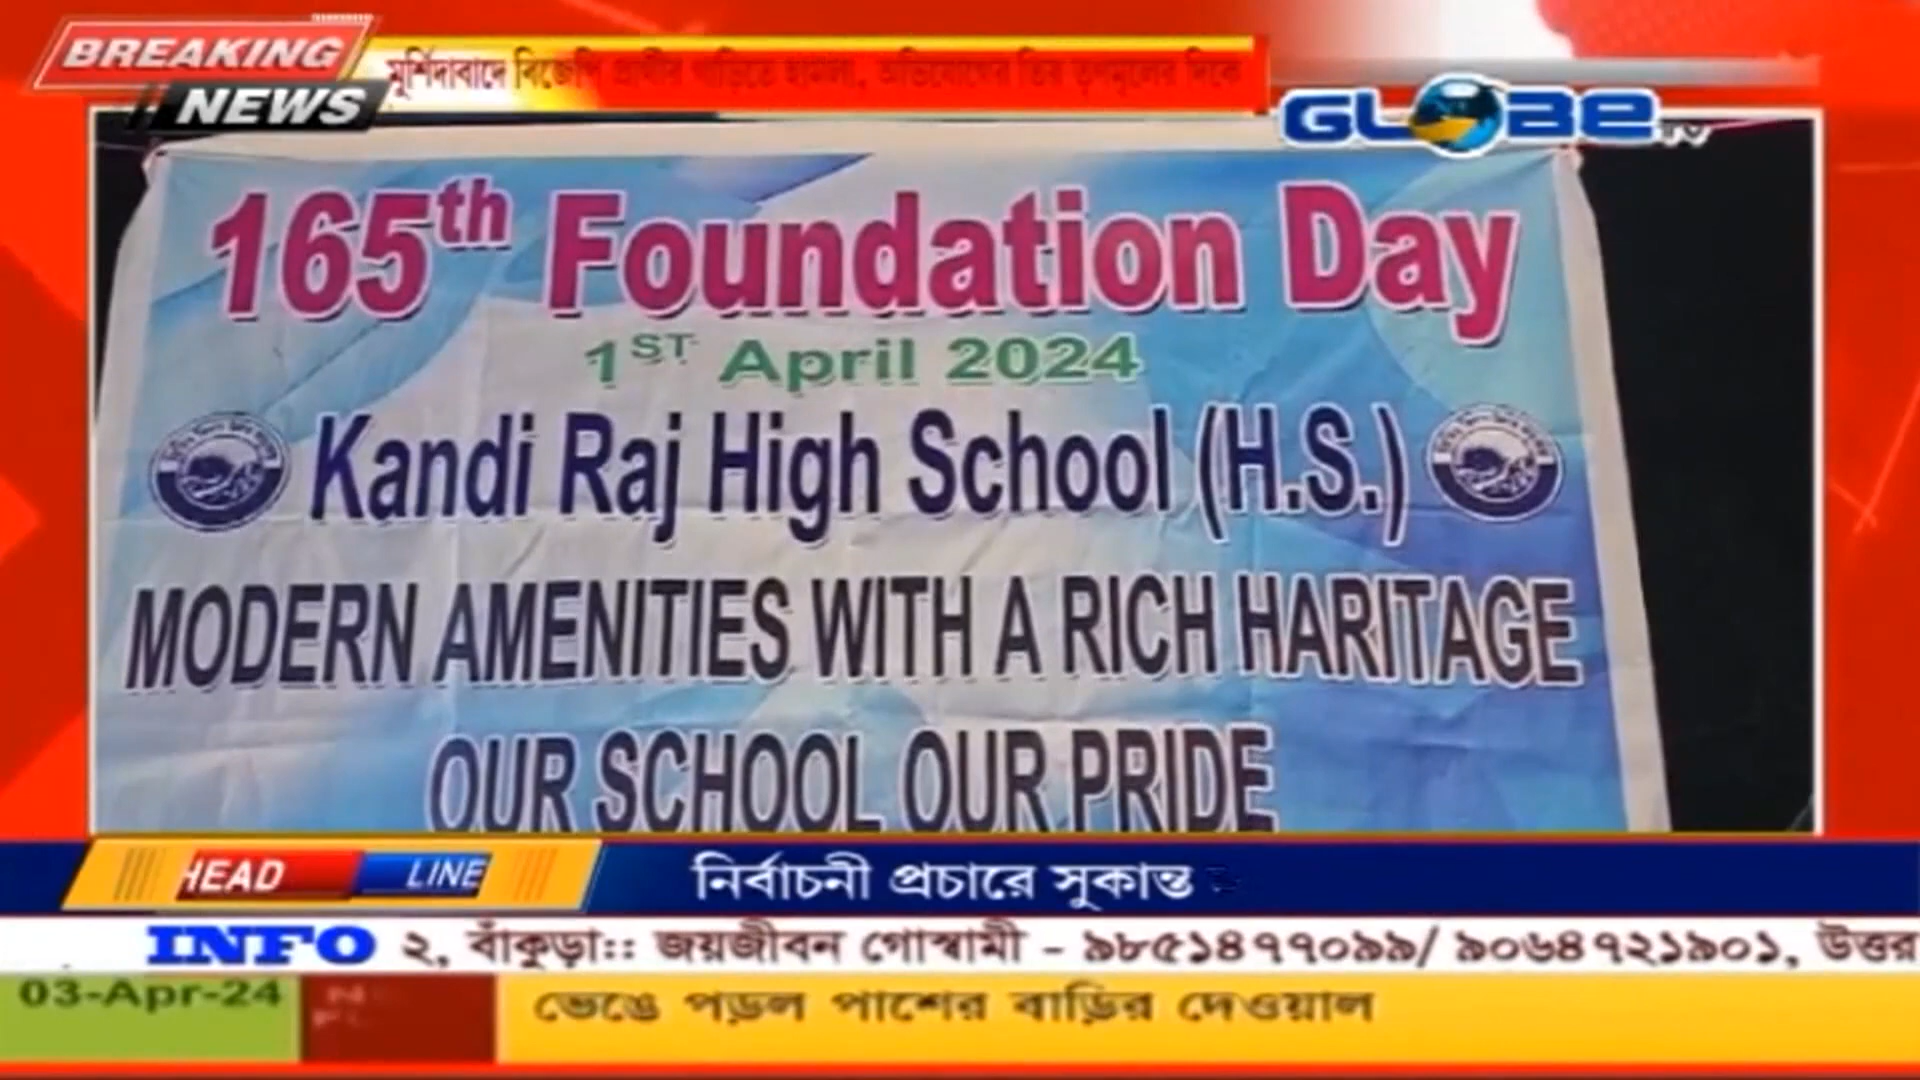 BREAKING
NEWS
মুর্শিদাবাদে বিজেপি প্রার্থীর গাড়িতে হামলা, অভিযোগের তির তৃণমূলের দিকে
GLOBE TV
165th Foundation Day
1ST April 2024
Kandi Raj High School (H.S.)
MODERN AMENITIES WITH A RICH HARITAGE
OUR SCHOOL OUR PRIDE
HEAD LINE
নির্বাচনী প্রচারে সুকান্ত
INFO ২, বাঁকুড়া:: জয়জীবন গোস্বামী - ৯৮৫১৪৭৭০৯৯/ ৯০৬৪৭২১৯০১, উত্তর
03-Apr-24
ভেঙে পড়ল পাশের বাড়ির দেওয়াল